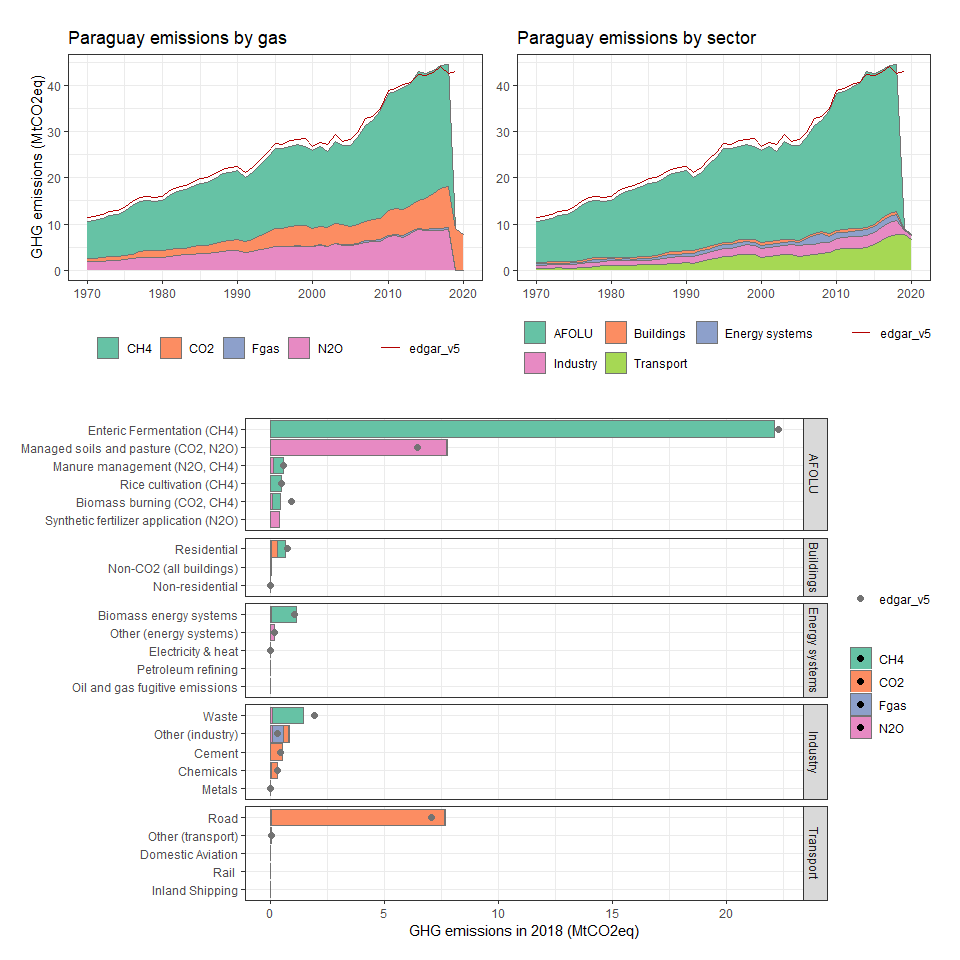 Paraguay emissions by gas
GHG emissions (MtCO2eq)
40
30
20
10
0
1970 1980 1990 2000 2010 2020
CH4 CO2 Fgas N2O edgar_v5
Paraguay emissions by sector
40
30
20
10
0
1970 1980 1990 2000 2010 2020
AFOLU Buildings Energy systems edgar_v5
Industry Transport
Enteric Fermentation (CH4)
Managed soils and pasture (CO2, N2O)
Manure management (N2O, CH4)
Rice cultivation (CH4)
Biomass burning (CO2, CH4)
Synthetic fertilizer application (N2O)
AFOLU
Residential
Non-CO2 (all buildings)
Non-residential
Buildings
Biomass energy systems
Other (energy systems)
Electricity & heat
Petroleum refining
Oil and gas fugitive emissions
Energy systems
Waste
Other (industry)
Cement
Chemicals
Metals
Industry
Road
Other (transport)
Domestic Aviation
Rail
Inland Shipping
Transport
0 5 10 15 20
GHG emissions in 2018 (MtCO2eq)
edgar_v5
CH4
CO2
Fgas
N2O